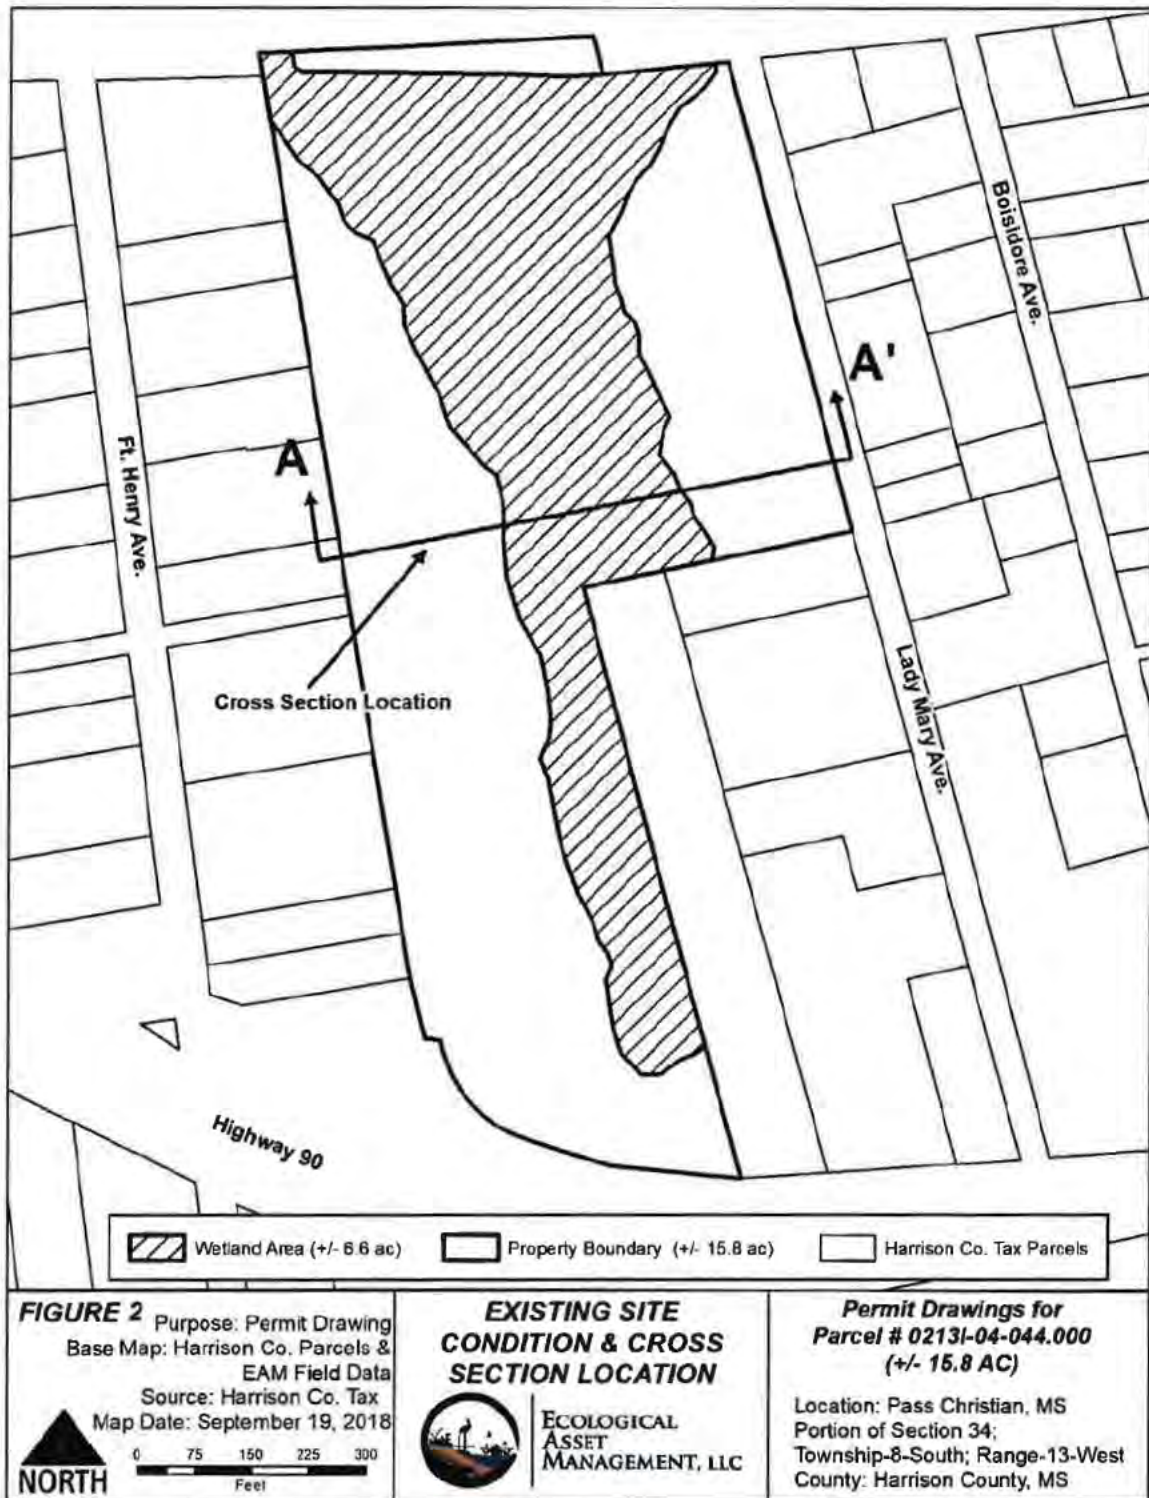 Boisidore Ave.
A'
A
Ft. Henry Ave.
Cross Section Location
Lady Mary Ave.
Highway 90
Wetland Area (+/- 6.6 ac)
Property Boundary (+/- 15.8 ac)
Harrison Co. Tax Parcels
FIGURE 2
Purpose: Permit Drawing
Base Map: Harrison Co. Parcels &
EAM Field Data
Source: Harrison Co. Tax
Map Date: September 19, 2018
NORTH
0 75 150 225 300
Feet
EXISTING SITE
CONDITION & CROSS
SECTION LOCATION
ECOLOGICAL
ASSET
MANAGEMENT, LLC
Permit Drawings for
Parcel # 0213I-04-044.000
(+/- 15.8 AC)
Location: Pass Christian, MS
Portion of Section 34;
Township-8-South; Range-13-West
County: Harrison County, MS